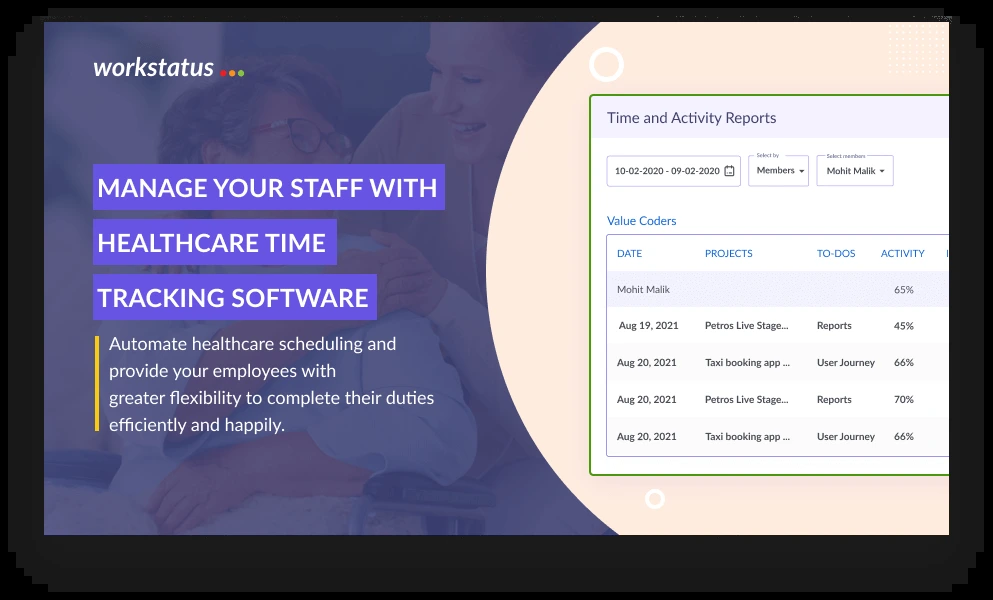 workstatus
MANAGE YOUR STAFF WITH
HEALTHCARE TIME
TRACKING SOFTWARE
Automate healthcare scheduling and
provide your employees with
greater flexibility to complete their duties
efficiently and happily.
Time and Activity Reports
Select by Select members
10-02-2020 - 09-02-2020 Members Mohit Malik
Value Coders
DATE PROJECTS TO-DOS ACTIVITY
Mohit Malik 65%
Aug 19, 2021 Petros Live Stage... Reports 45%
Aug 20, 2021 Taxi booking app ... User Journey 66%
Aug 20, 2021 Petros Live Stage... Reports 70%
Aug 20, 2021 Taxi booking app ... User Journey 66%